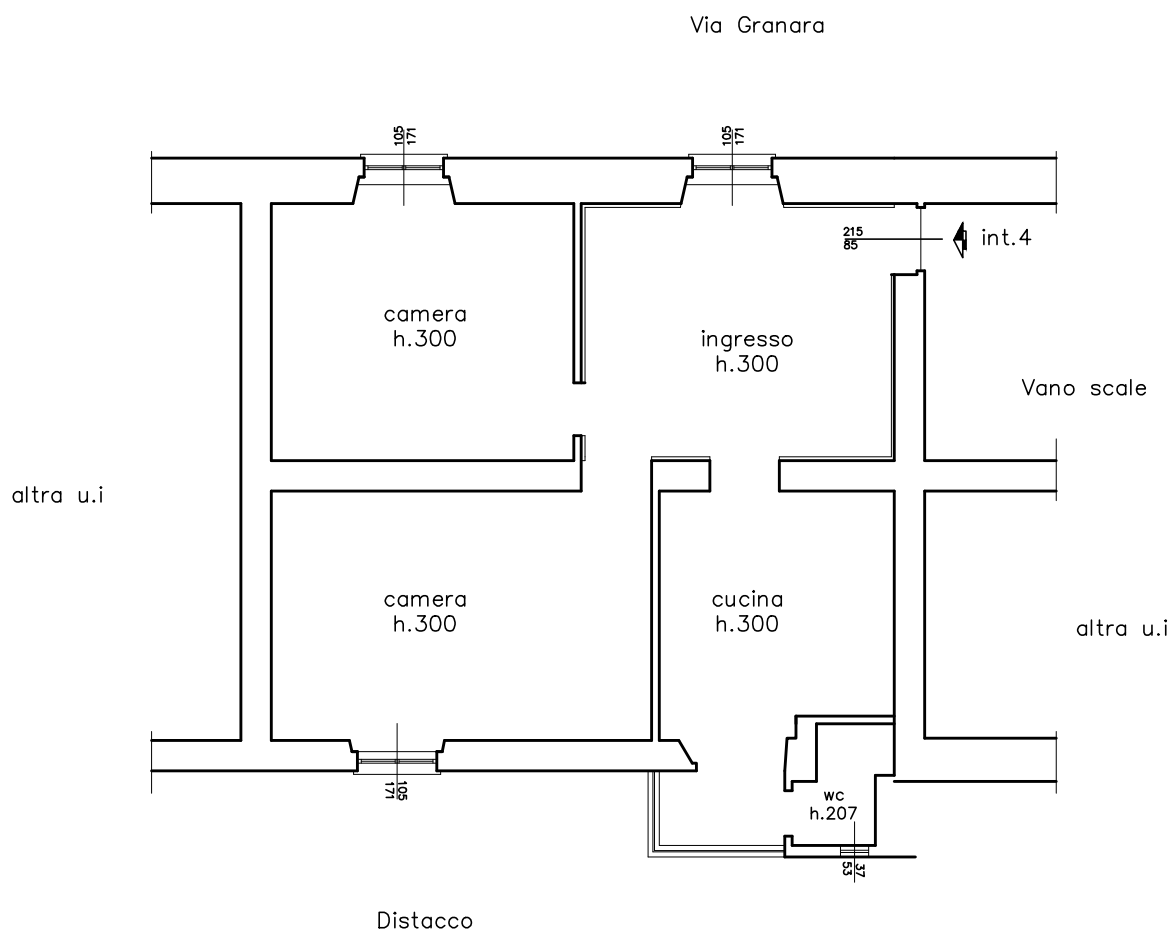 Via Granara
105
171
105
171
215
85
int.4
camera
h.300
ingresso
h.300
Vano scale
altra u.i
camera
h.300
cucina
h.300
altra u.i
105
171
wc
h.207
37
53
Distacco